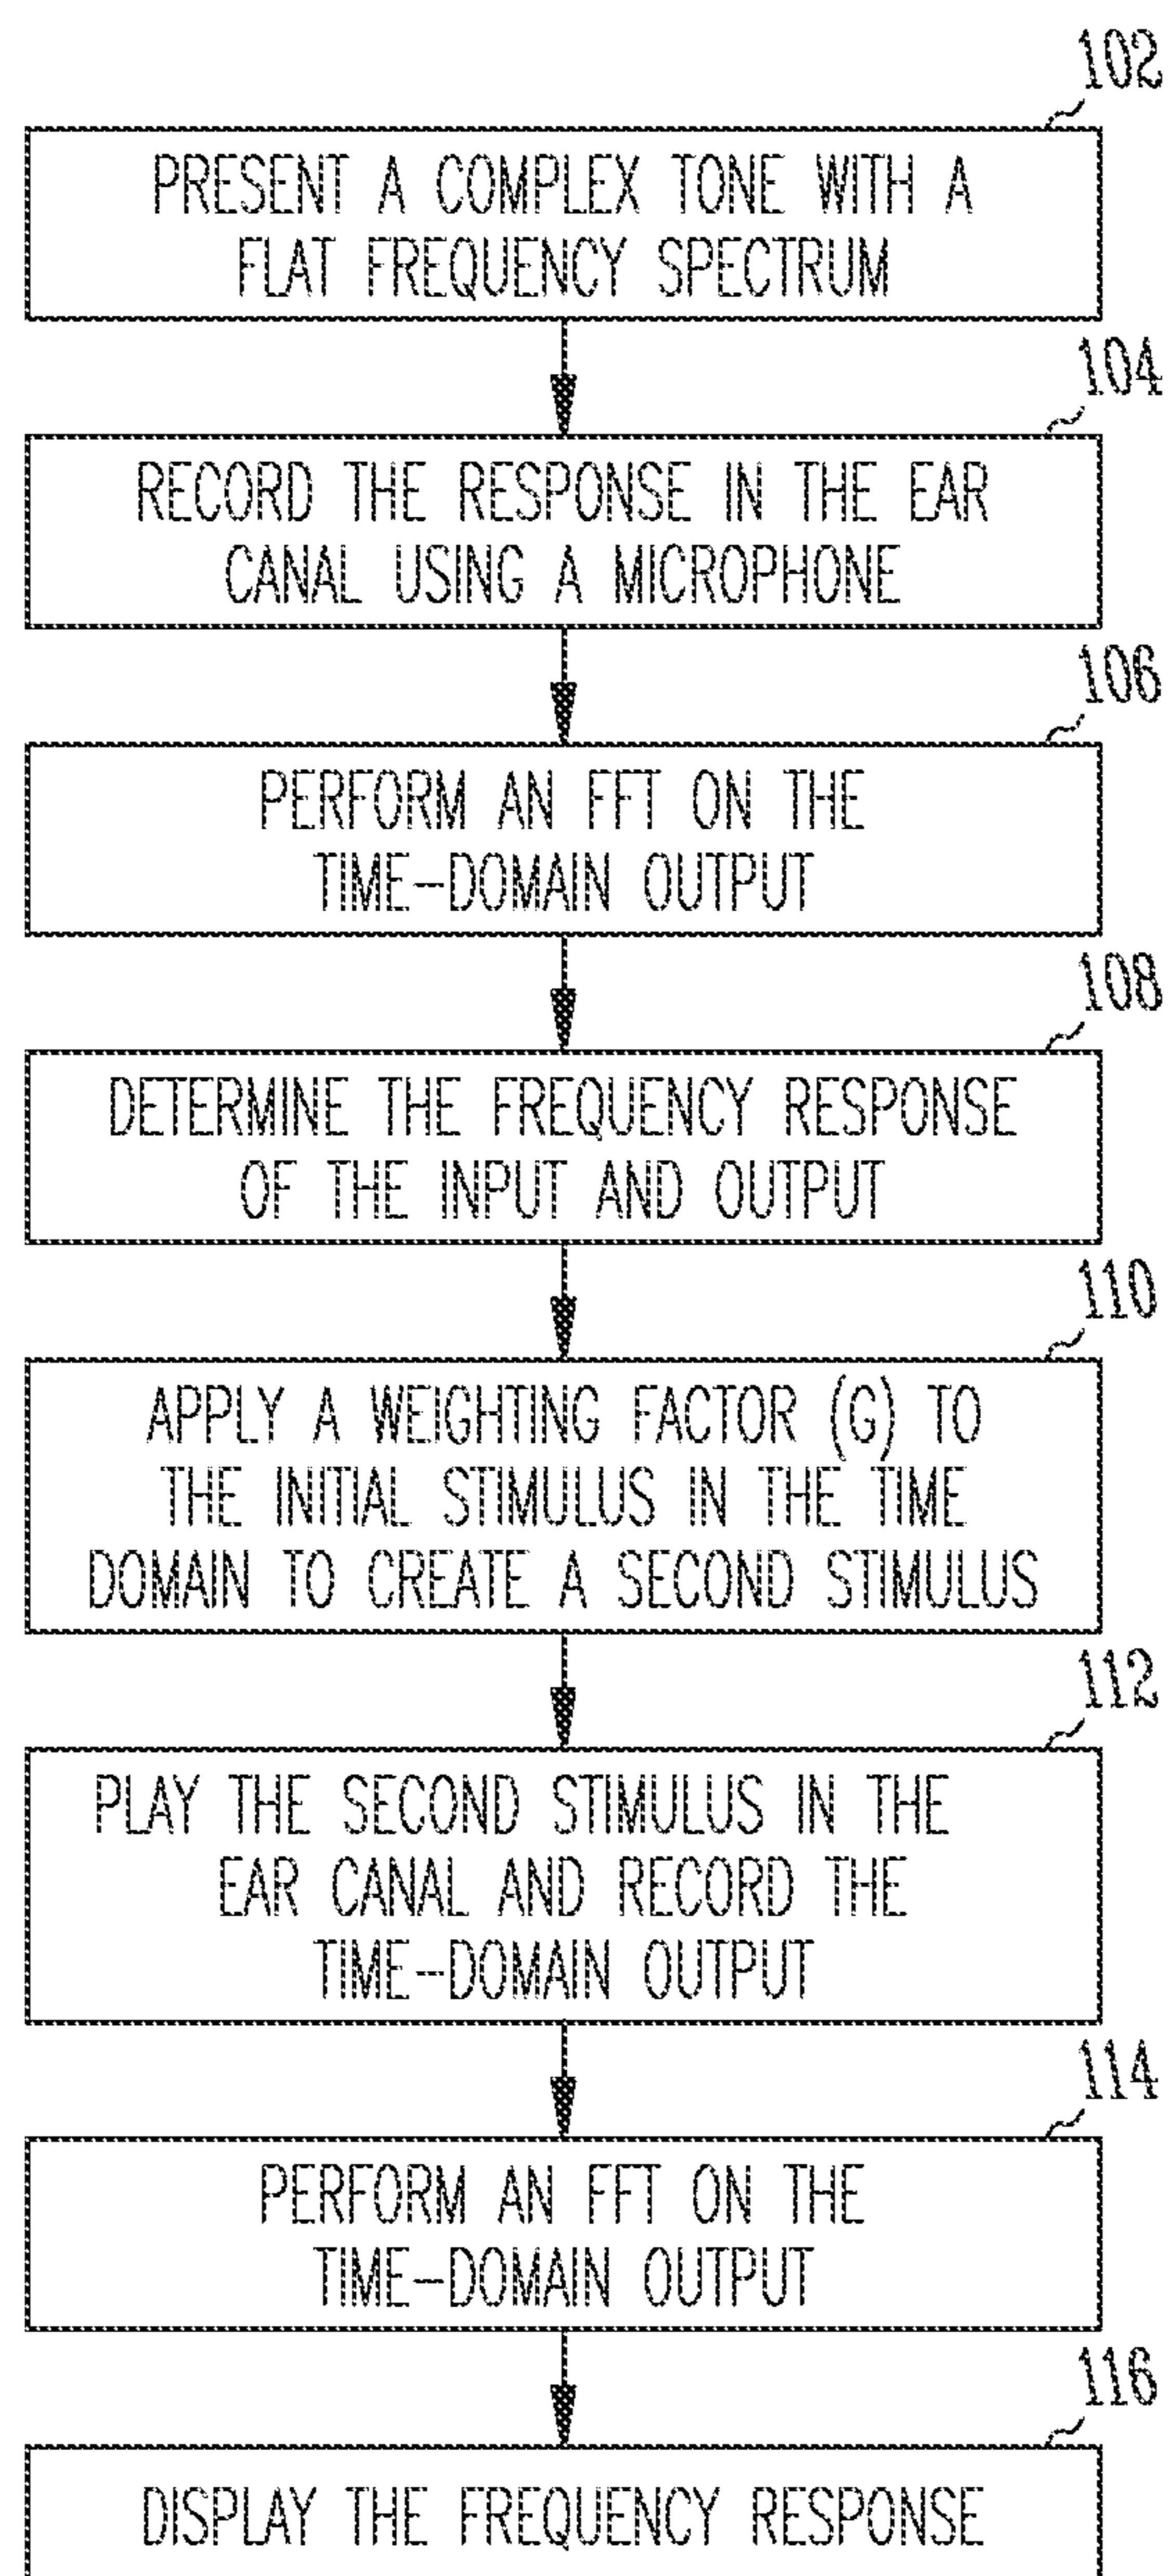 102
PRESENT A COMPLEX TONE WITH A
FLAT FREQUENCY SPECTRUM
104
RECORD THE RESPONSE IN THE EAR
CANAL USING A MICROPHONE
106
PERFORM AN FFT ON THE
TIME-DOMAIN OUTPUT
108
DETERMINE THE FREQUENCY RESPONSE
OF THE INPUT AND OUTPUT
110
APPLY A WEIGHTING FACTOR (G) TO
THE INITIAL STIMULUS IN THE TIME
DOMAIN TO CREATE A SECOND STIMULUS
112
PLAY THE SECOND STIMULUS IN THE
EAR CANAL AND RECORD THE
TIME-DOMAIN OUTPUT
114
PERFORM AN FFT ON THE
TIME-DOMAIN OUTPUT
116
DISPLAY THE FREQUENCY RESPONSE